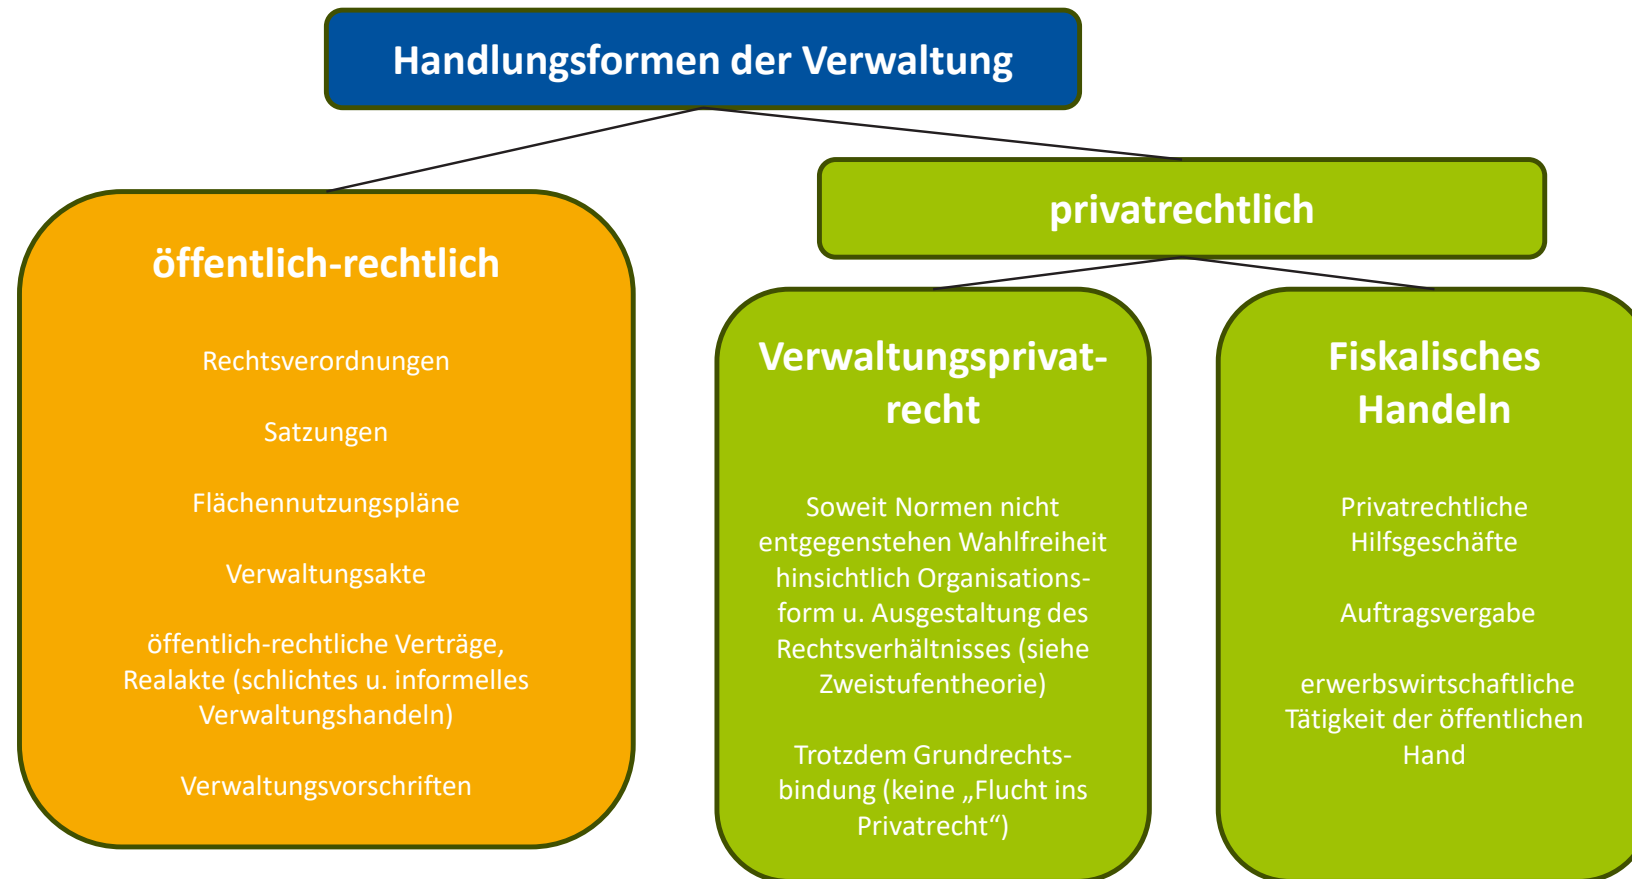 Handlungsformen der Verwaltung
öffentlich-rechtlich
Rechtsverordnungen
Satzungen
Flächennutzungspläne
Verwaltungsakte
öffentlich-rechtliche Verträge,
Realakte (schlichtes u. informelles
Verwaltungshandeln)
Verwaltungsvorschriften
privatrechtlich
Verwaltungsprivat-
recht
Soweit Normen nicht
entgegenstehen Wahlfreiheit
hinsichtlich Organisations-
form u. Ausgestaltung des
Rechtsverhältnisses (siehe
Zweistufentheorie)
Trotzdem Grundrechts-
bindung (keine „Flucht ins
Privatrecht“)
Fiskalisches
Handeln
Privatrechtliche
Hilfsgeschäfte
Auftragsvergabe
erwerbswirtschaftliche
Tätigkeit der öffentlichen
Hand